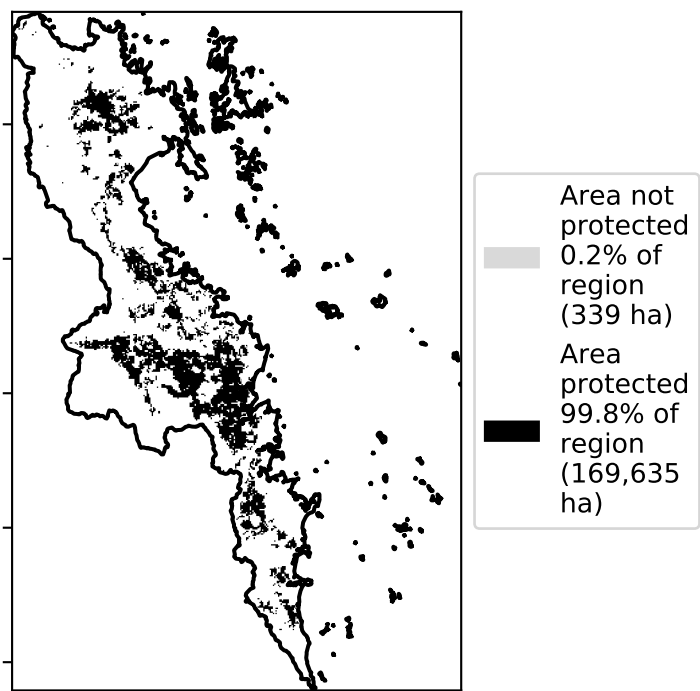 Area not
protected
0.2% of
region
(339 ha)
Area
protected
99.8% of
region
(169,635
ha)